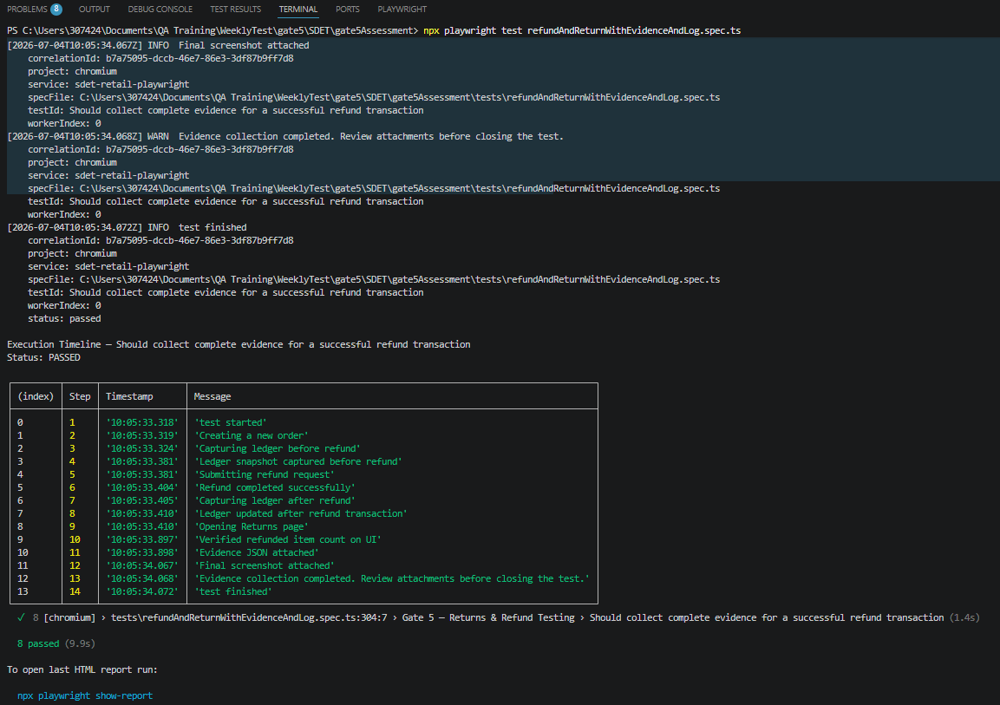 PROBLEMS 8 OUTPUT DEBUG CONSOLE TEST RESULTS TERMINAL PORTS PLAYWRIGHT
PS C:\Users\307424\Documents\QA Training\WeeklyTest\gate5\SDET\gate5Assessment> npx playwright test refundAndReturnWithEvidenceAndLog.spec.ts
[2026-07-04T10:05:34.067Z] INFO  Final screenshot attached
    correlationId: b7a75095-dccb-46e7-86e3-3df87b9ff7d8
    project: chromium
    service: sdet-retail-playwright
    specFile: C:\Users\307424\Documents\QA Training\WeeklyTest\gate5\SDET\gate5Assessment\tests\refundAndReturnWithEvidenceAndLog.spec.ts
    testId: Should collect complete evidence for a successful refund transaction
    workerIndex: 0
[2026-07-04T10:05:34.068Z] WARN  Evidence collection completed. Review attachments before closing the test.
    correlationId: b7a75095-dccb-46e7-86e3-3df87b9ff7d8
    project: chromium
    service: sdet-retail-playwright
    specFile: C:\Users\307424\Documents\QA Training\WeeklyTest\gate5\SDET\gate5Assessment\tests\refundAndReturnWithEvidenceAndLog.spec.ts
    testId: Should collect complete evidence for a successful refund transaction
    workerIndex: 0
[2026-07-04T10:05:34.072Z] INFO  test finished
    correlationId: b7a75095-dccb-46e7-86e3-3df87b9ff7d8
    project: chromium
    service: sdet-retail-playwright
    specFile: C:\Users\307424\Documents\QA Training\WeeklyTest\gate5\SDET\gate5Assessment\tests\refundAndReturnWithEvidenceAndLog.spec.ts
    testId: Should collect complete evidence for a successful refund transaction
    workerIndex: 0
    status: passed
Execution Timeline — Should collect complete evidence for a successful refund transaction
Status: PASSED
(index) Step Timestamp Message
0 1 '10:05:33.318' 'test started'
1 2 '10:05:33.319' 'Creating a new order'
2 3 '10:05:33.324' 'Capturing ledger before refund'
3 4 '10:05:33.381' 'Ledger snapshot captured before refund'
4 5 '10:05:33.381' 'Submitting refund request'
5 6 '10:05:33.404' 'Refund completed successfully'
6 7 '10:05:33.405' 'Capturing ledger after refund'
7 8 '10:05:33.410' 'Ledger updated after refund transaction'
8 9 '10:05:33.410' 'Opening Returns page'
9 10 '10:05:33.897' 'Verified refunded item count on UI'
10 11 '10:05:33.898' 'Evidence JSON attached'
11 12 '10:05:34.067' 'Final screenshot attached'
12 13 '10:05:34.068' 'Evidence collection completed. Review attachments before closing the test.'
13 14 '10:05:34.072' 'test finished'
✓ 8 [chromium] › tests\refundAndReturnWithEvidenceAndLog.spec.ts:304:7 › Gate 5 — Returns & Refund Testing › Should collect complete evidence for a successful refund transaction (1.4s)
8 passed (9.9s)
To open last HTML report run:
npx playwright show-report